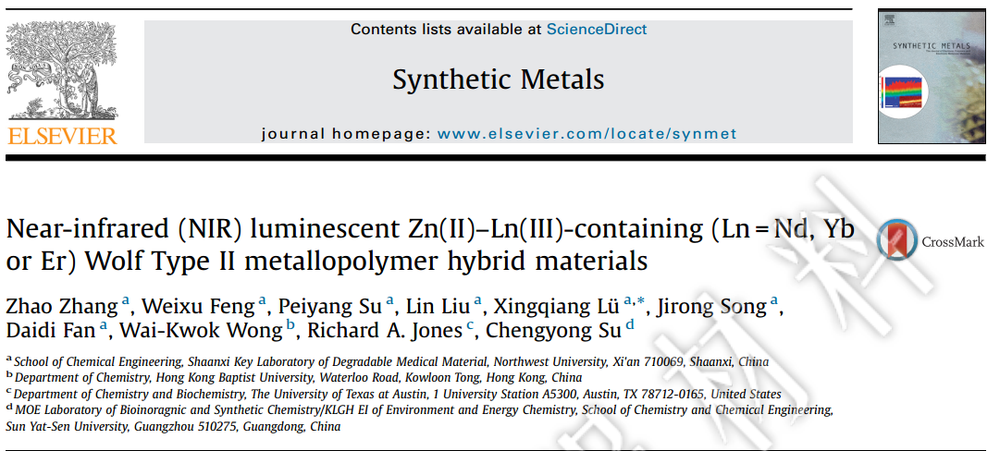 Contents lists available at ScienceDirect
SYNTHETIC METALS
Synthetic Metals
ELSEVIER
journal homepage: www.elsevier.com/locate/synmet
Near-infrared (NIR) luminescent Zn(II)–Ln(III)-containing (Ln = Nd, Yb
or Er) Wolf Type II metallopolymer hybrid materials
CrossMark
Zhao Zhang a, Weixu Feng a, Peiyang Su a, Lin Liu a, Xingqiang Lü a,*, Jirong Song a,
Daidi Fan a, Wai-Kwok Wong b, Richard A. Jones c, Chengyong Su d
a School of Chemical Engineering, Shaanxi Key Laboratory of Degradable Medical Material, Northwest University, Xi'an 710069, Shaanxi, China
b Department of Chemistry, Hong Kong Baptist University, Waterloo Road, Kowloon Tong, Hong Kong, China
c Department of Chemistry and Biochemistry, The University of Texas at Austin, 1 University Station A5300, Austin, TX 78712-0165, United States
d MOE Laboratory of Bioinoragnic and Synthetic Chemistry/KLGH EI of Environment and Energy Chemistry, School of Chemistry and Chemical Engineering,
Sun Yat-Sen University, Guangzhou 510275, Guangdong, China
材料